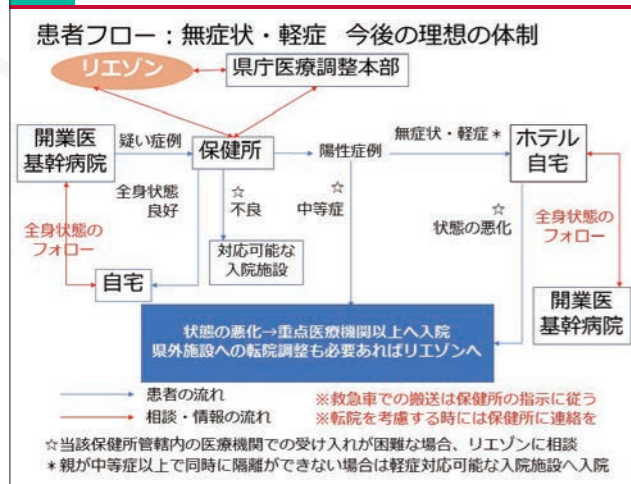 患者フロー：無症状・軽症　今後の理想の体制
リエゾン
県庁医療調整本部
開業医
基幹病院
疑い症例
保健所
陽性症例
無症状・軽症＊
ホテル
自宅
全身状態
良好
☆
不良
☆
中等症
☆
状態の悪化
全身状態の
フォロー
全身状態の
フォロー
対応可能な
入院施設
自宅
開業医
基幹病院
状態の悪化→重点医療機関以上へ入院
県外施設への転院調整も必要あればリエゾンへ
患者の流れ
※救急車での搬送は保健所の指示に従う
相談・情報の流れ
※転院を考慮する時には保健所に連絡を
☆当該保健所管轄内の医療機関での受け入れが困難な場合、リエゾンに相談
＊親が中等症以上で同時に隔離ができない場合は軽症対応可能な入院施設へ入院